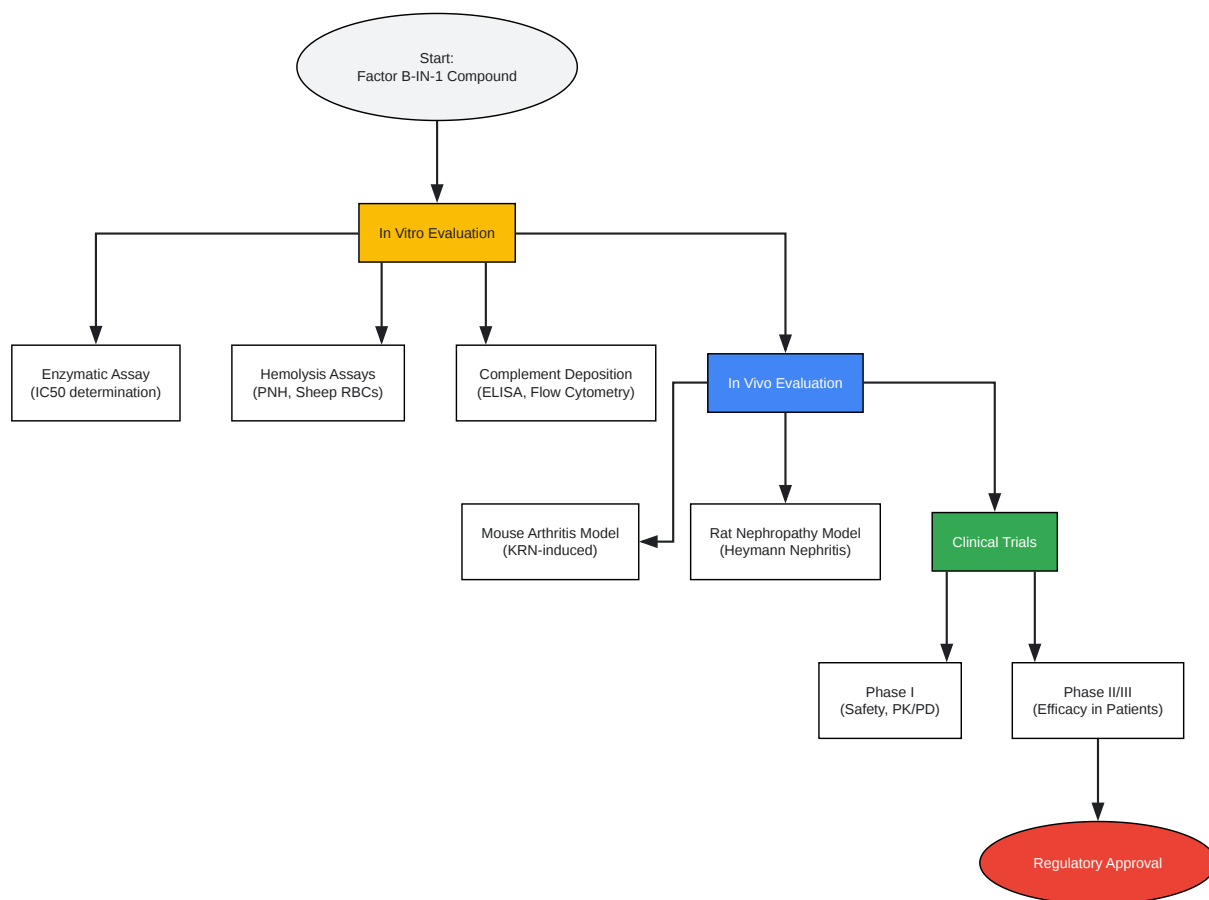 Start:
Factor B-IN-1 Compound
In Vitro Evaluation
Enzymatic Assay
(IC50 determination)
Hemolysis Assays
(PNH, Sheep RBCs)
Complement Deposition
(ELISA, Flow Cytometry)
In Vivo Evaluation
Mouse Arthritis Model
(KRN-induced)
Rat Nephropathy Model
(Heymann Nephritis)
Clinical Trials
Phase I
(Safety, PK/PD)
Phase II/III
(Efficacy in Patients)
Regulatory Approval